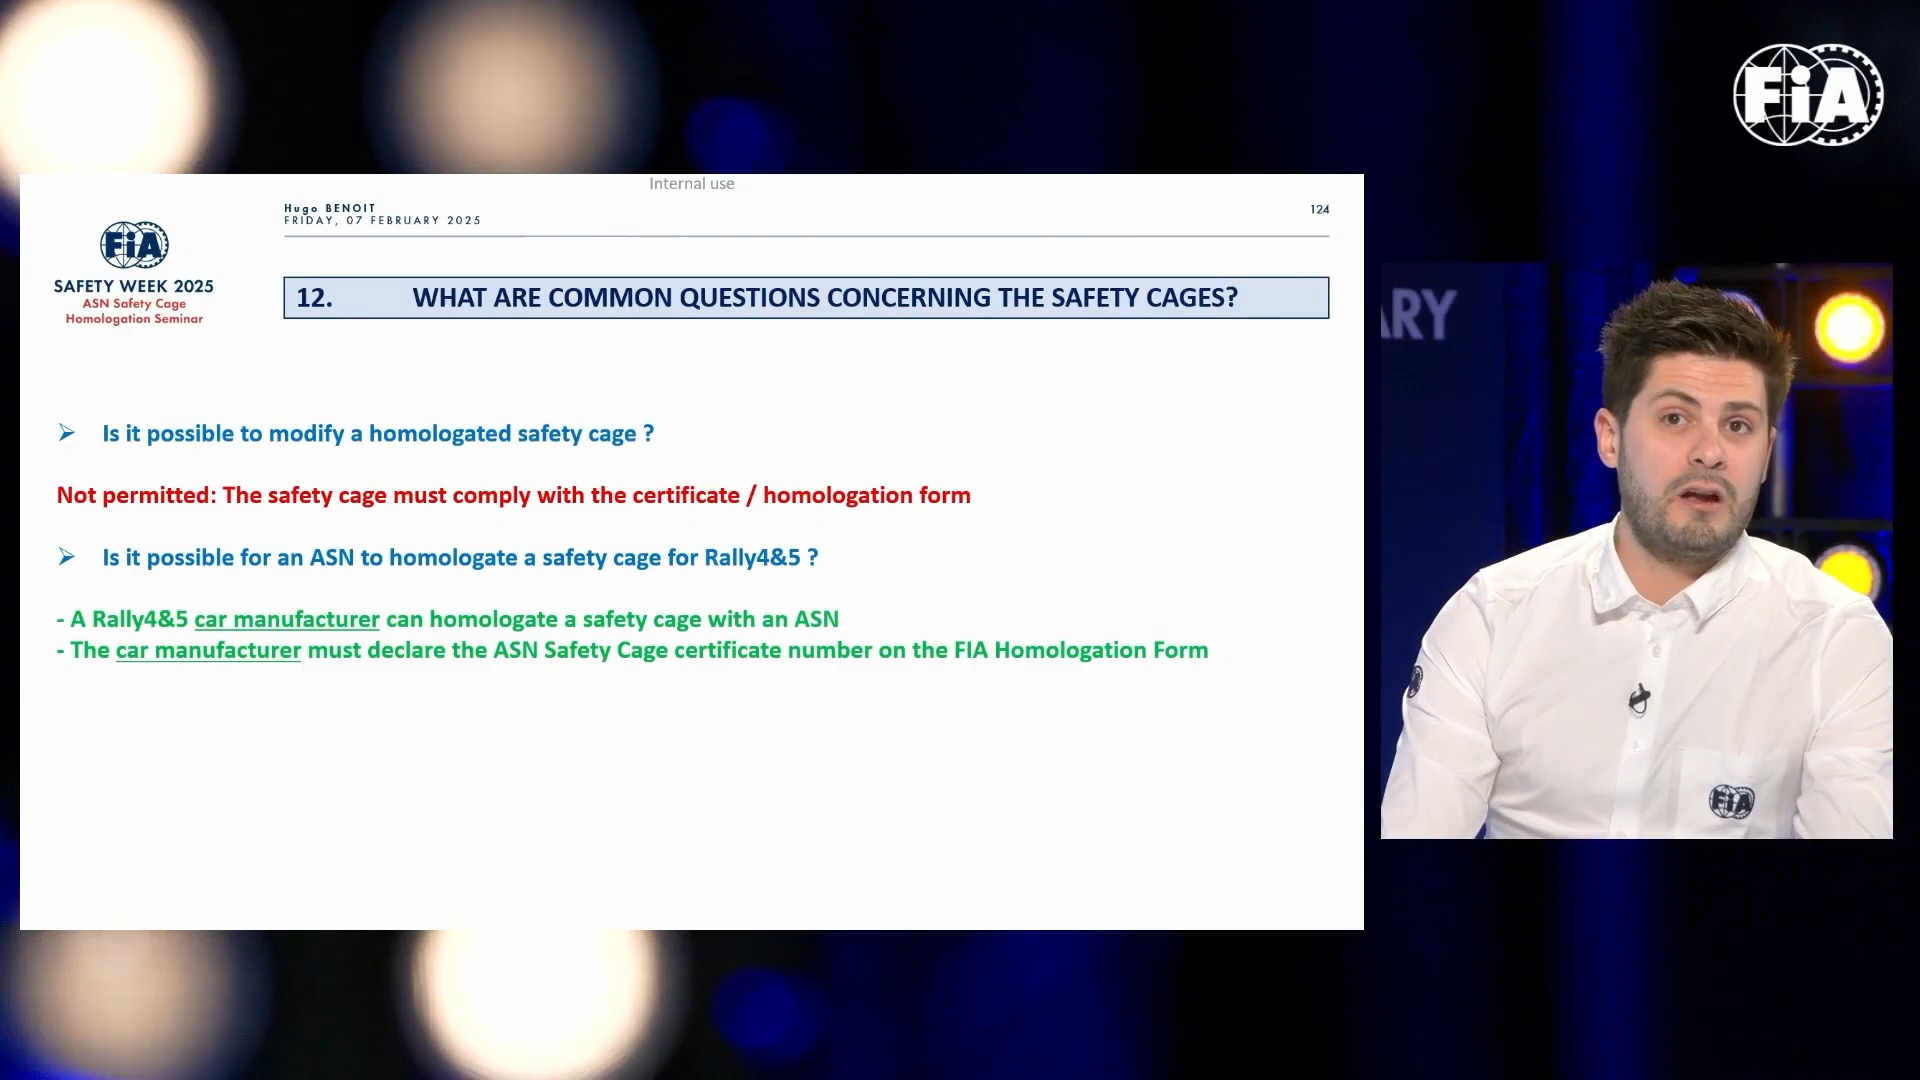 FiA
Internal use
Hugo BENOIT
FRIDAY, 07 FEBRUARY 2025
124
FiA
SAFETY WEEK 2025
ASN Safety Cage
Homologation Seminar
12. WHAT ARE COMMON QUESTIONS CONCERNING THE SAFETY CAGES?
➢ Is it possible to modify a homologated safety cage ?
Not permitted: The safety cage must comply with the certificate / homologation form
➢ Is it possible for an ASN to homologate a safety cage for Rally4&5 ?
- A Rally4&5 car manufacturer can homologate a safety cage with an ASN
- The car manufacturer must declare the ASN Safety Cage certificate number on the FIA Homologation Form
ARY
FiA